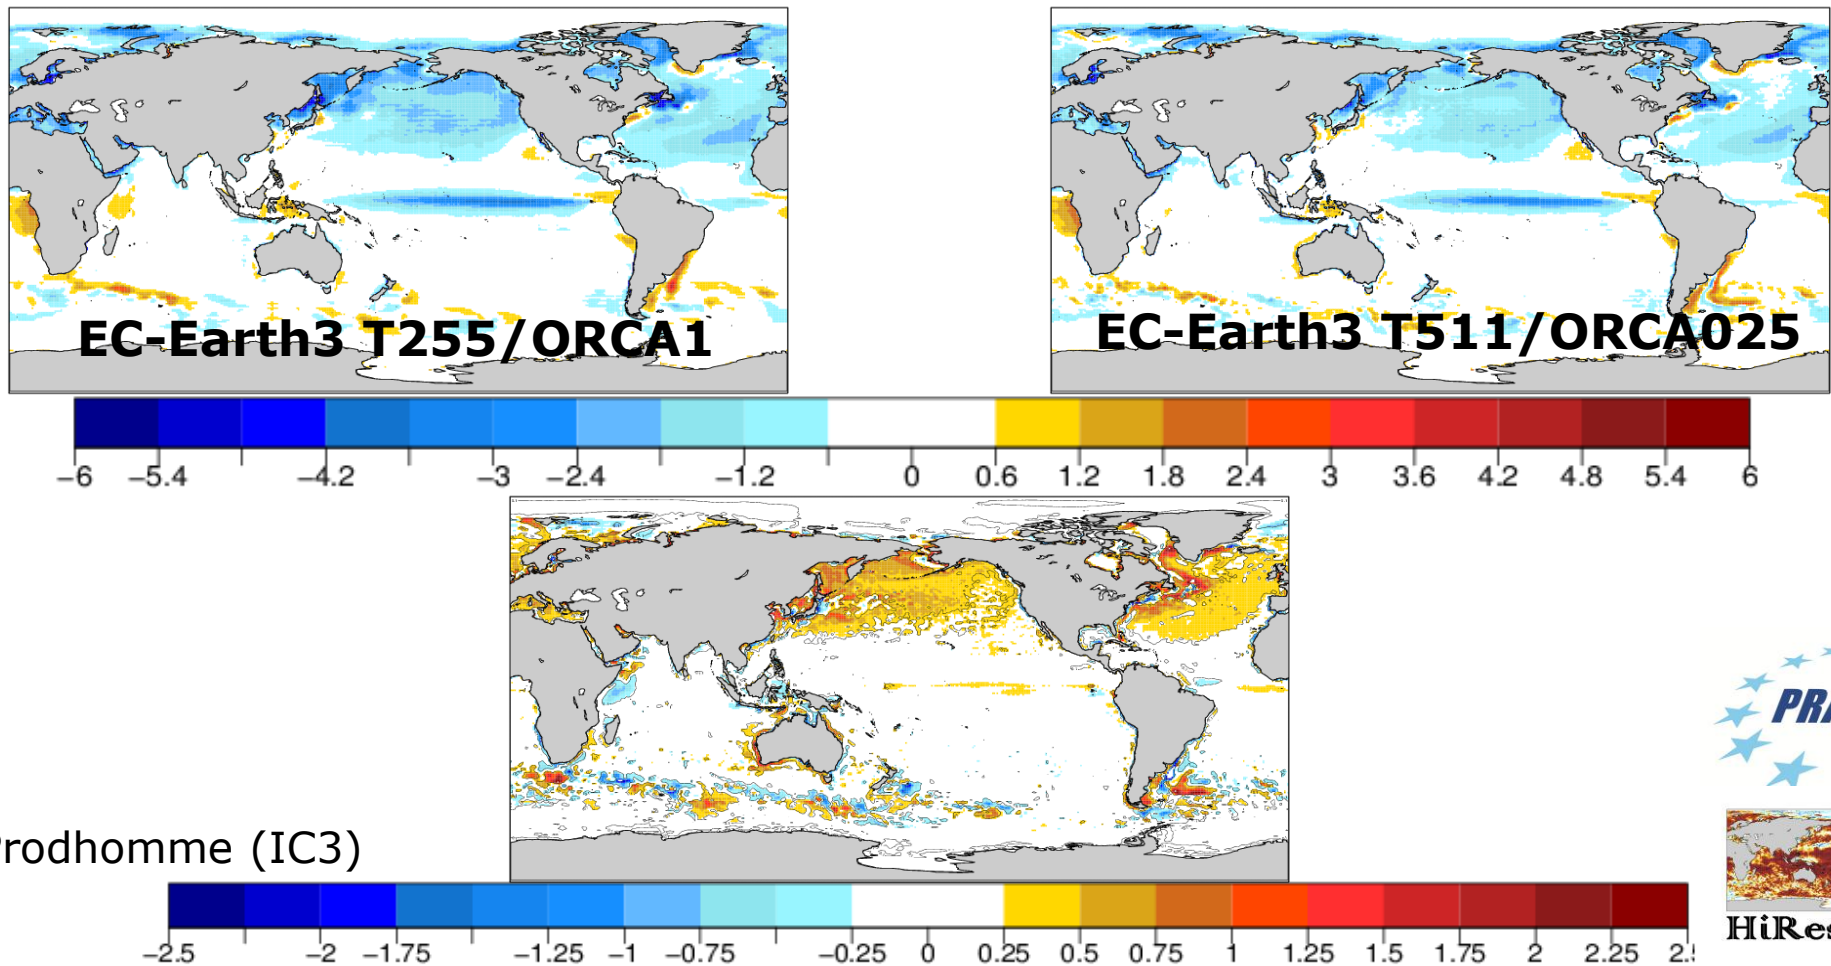 EC-Earth3 T255/ORCA1
EC-Earth3 T511/ORCA025
−6 −5.4 −4.2 −3 −2.4 −1.2 0 0.6 1.2 1.8 2.4 3 3.6 4.2 4.8 5.4 6
Prodhomme (IC3)
−2.5 −2 −1.75 −1.25 −1 −0.75 −0.25 0 0.25 0.5 0.75 1 1.25 1.5 1.75 2 2.25
HiRes